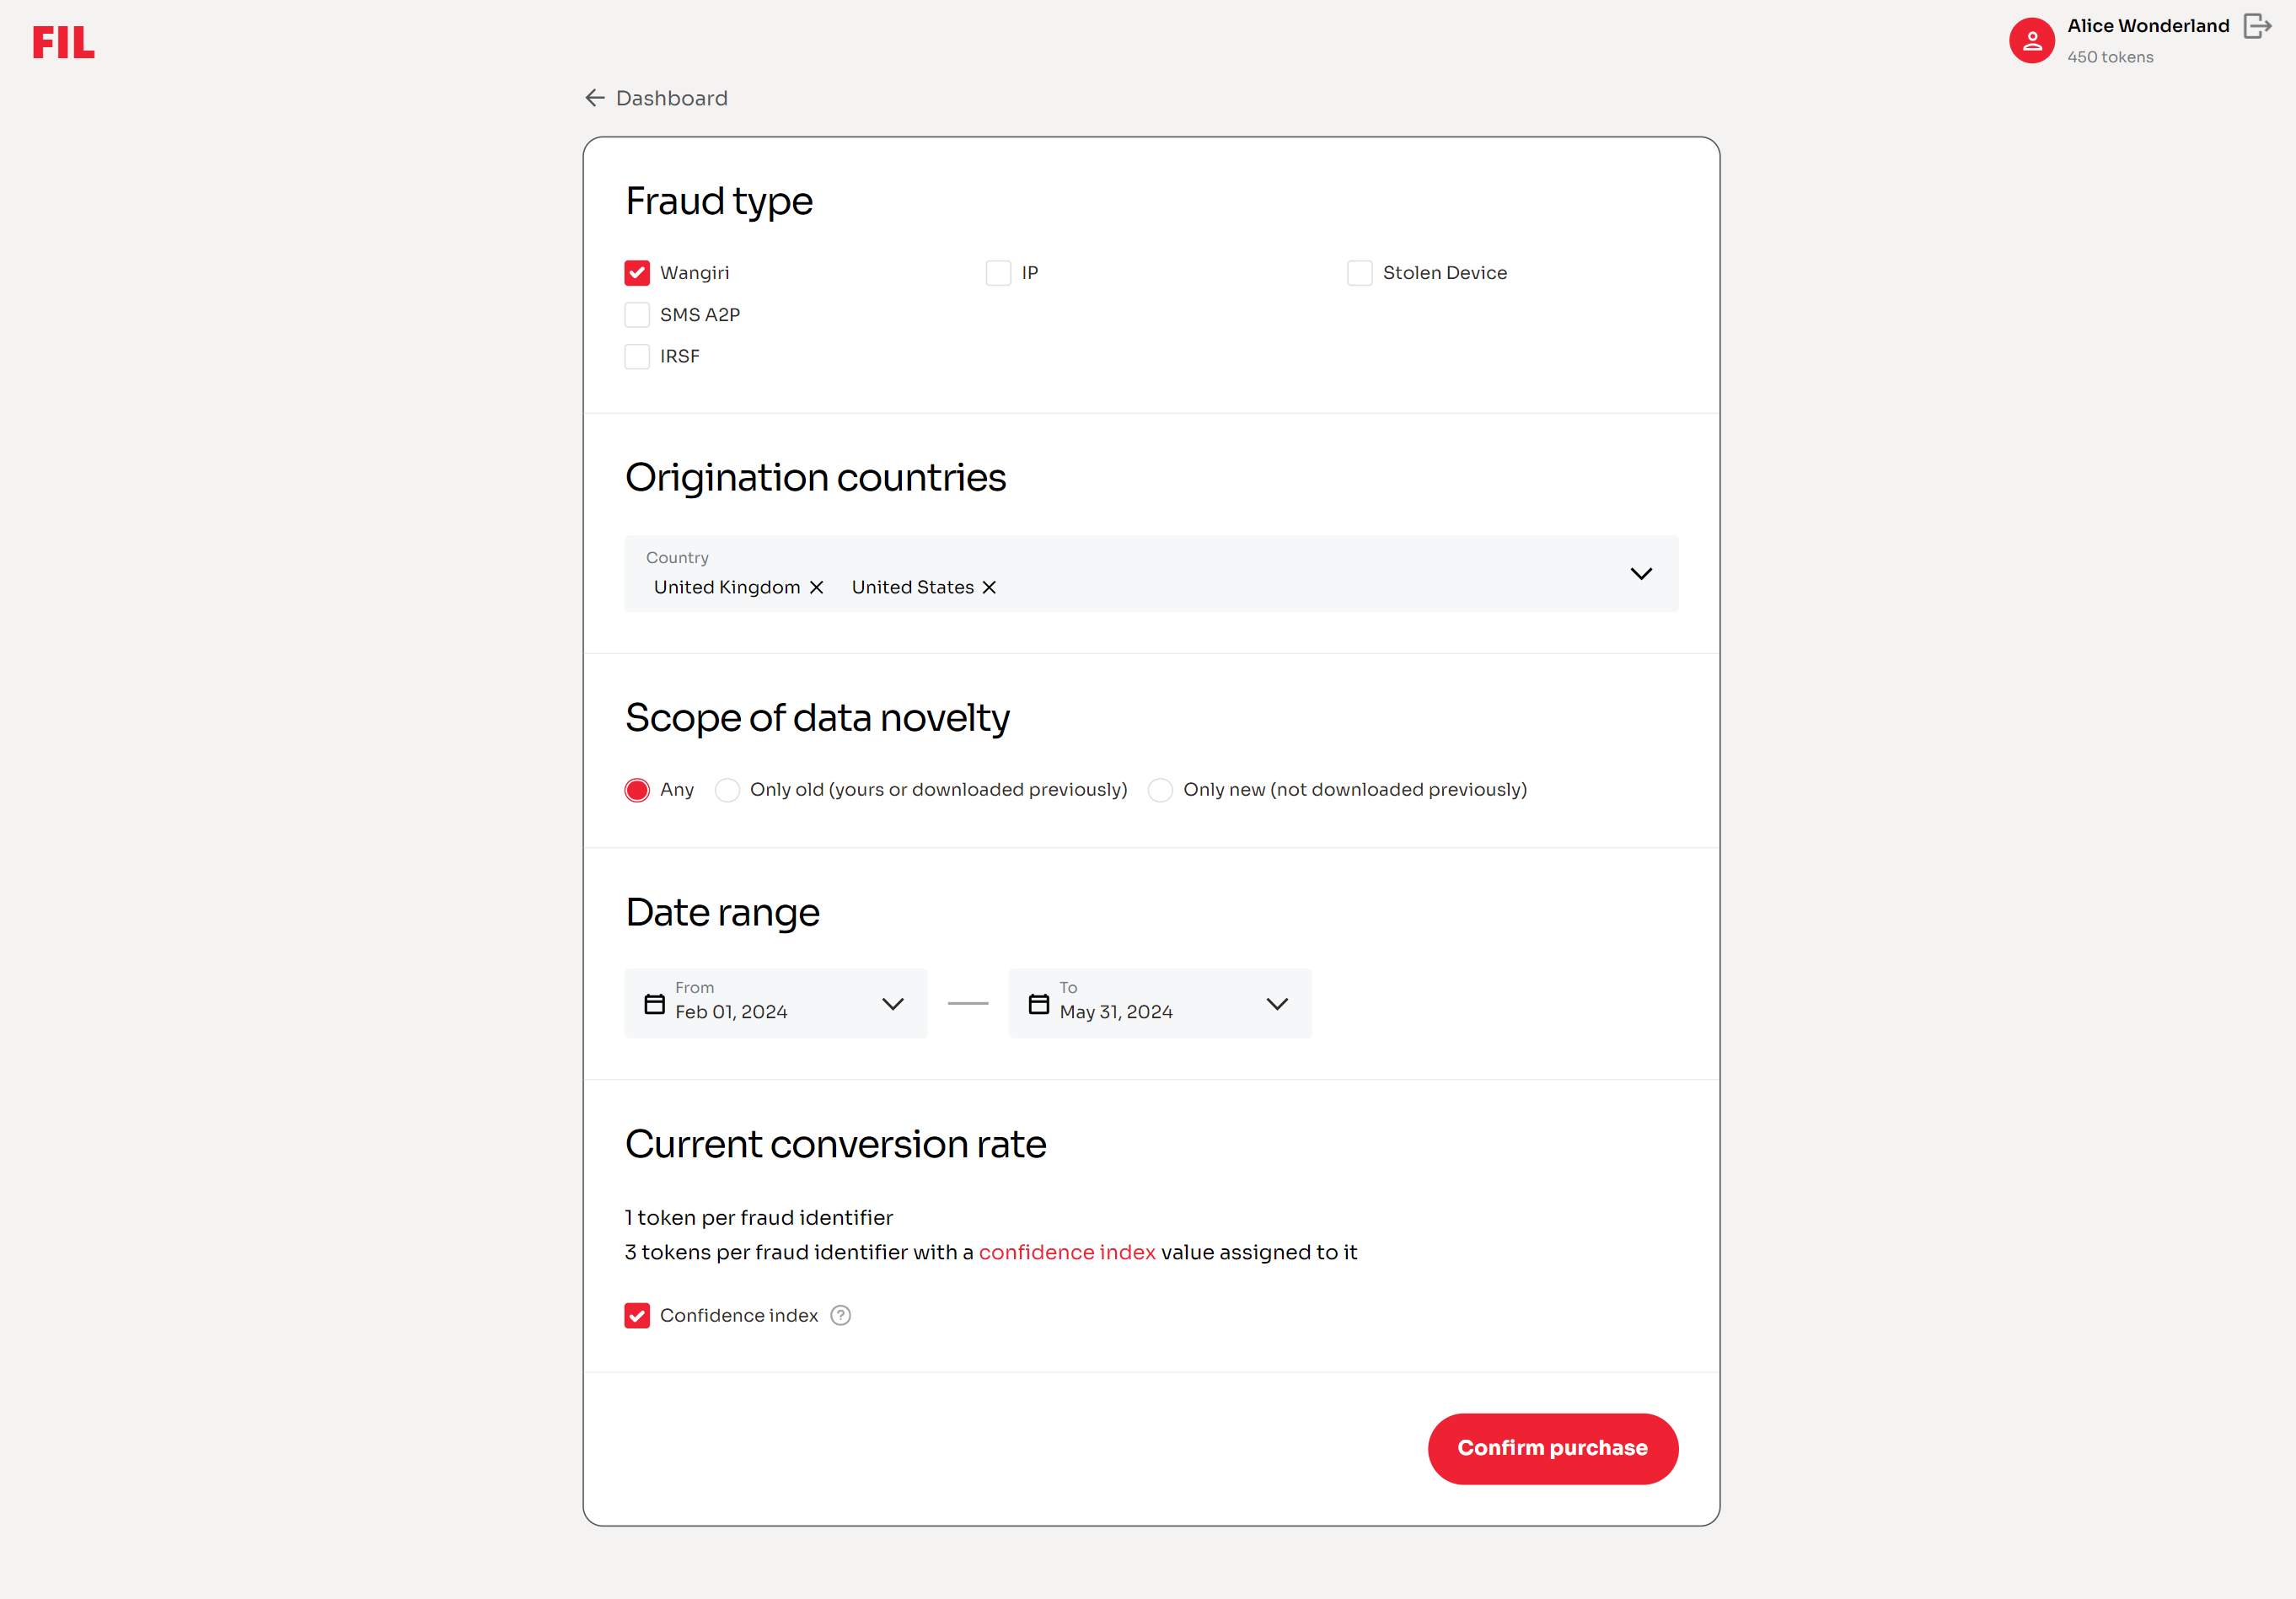 FIL
Alice Wonderland
450 tokens
Dashboard
Fraud type
Wangiri
IP
Stolen Device
SMS A2P
IRSF
Origination countries
Country
United Kingdom United States
Scope of data novelty
Any Only old (yours or downloaded previously) Only new (not downloaded previously)
Date range
From
Feb 01, 2024
To
May 31, 2024
Current conversion rate
1 token per fraud identifier
3 tokens per fraud identifier with a confidence index value assigned to it
Confidence index ?
Confirm purchase